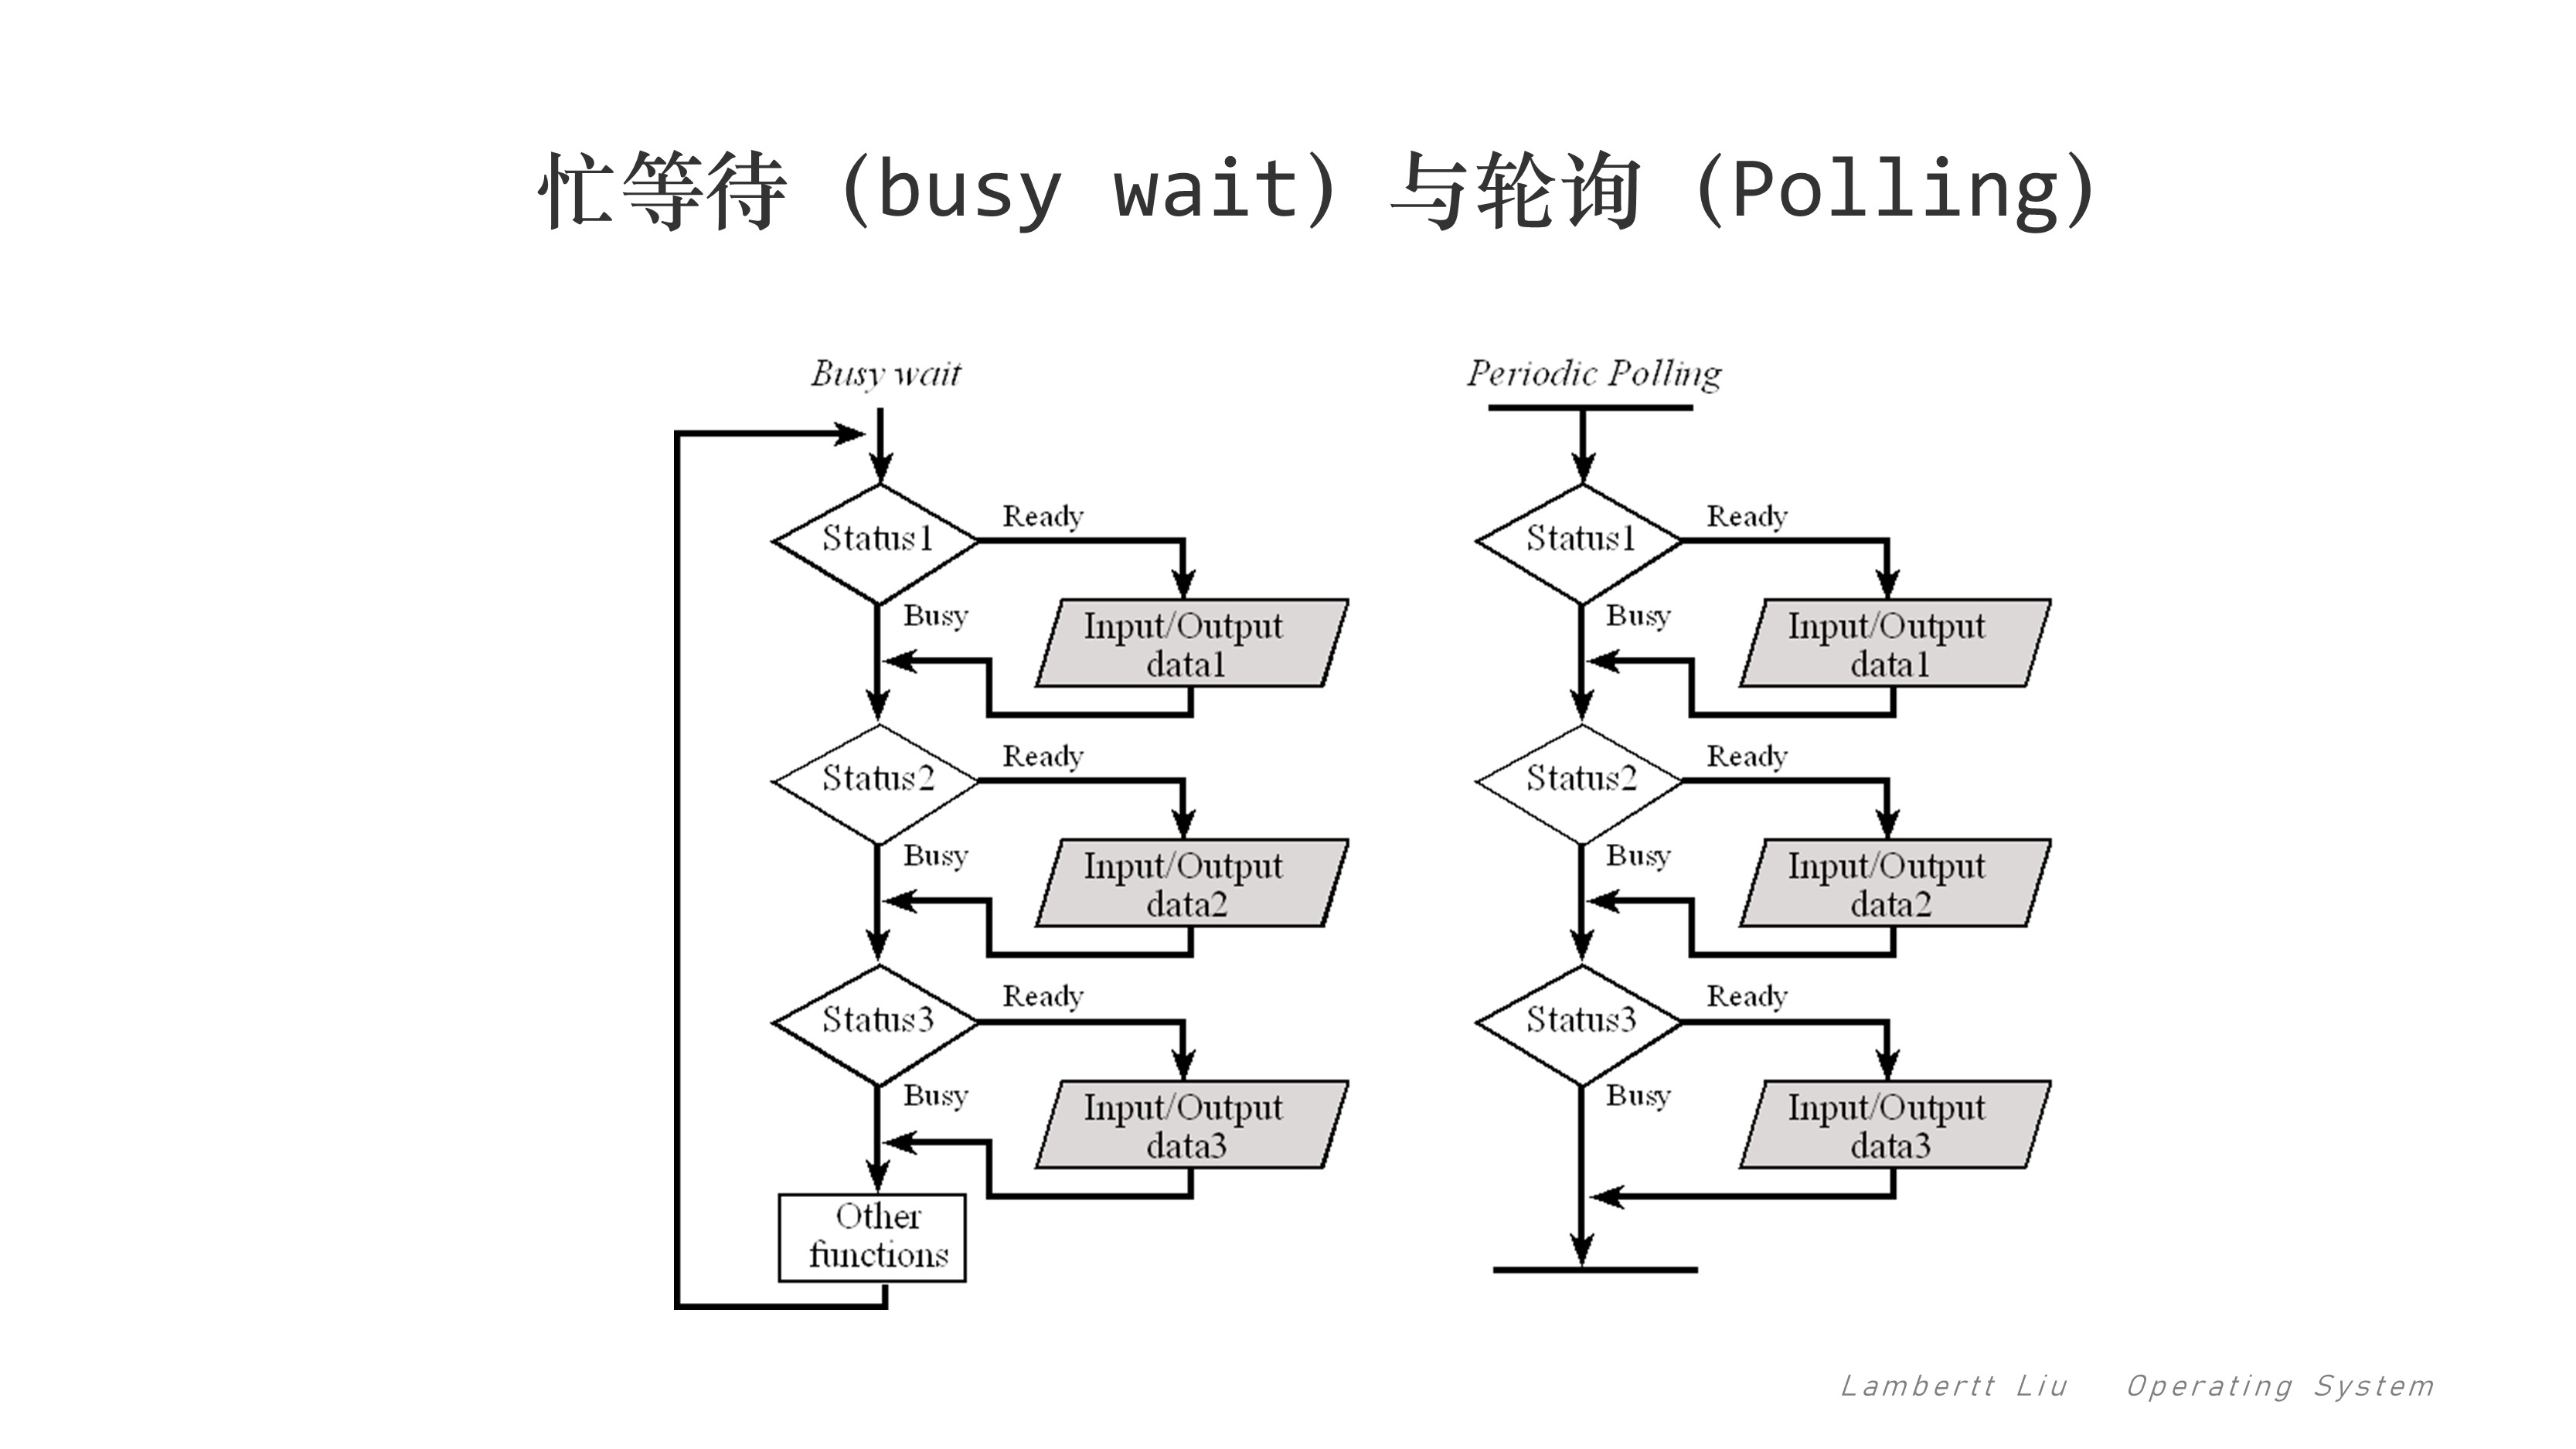 忙等待（busy wait）与轮询（Polling）
Busy wait
Status1
Ready
Busy
Input/Output
data1
Status2
Ready
Busy
Input/Output
data2
Status3
Ready
Busy
Input/Output
data3
Other
functions
Periodic Polling
Status1
Ready
Busy
Input/Output
data1
Status2
Ready
Busy
Input/Output
data2
Status3
Ready
Busy
Input/Output
data3
Lambertt Liu Operating System